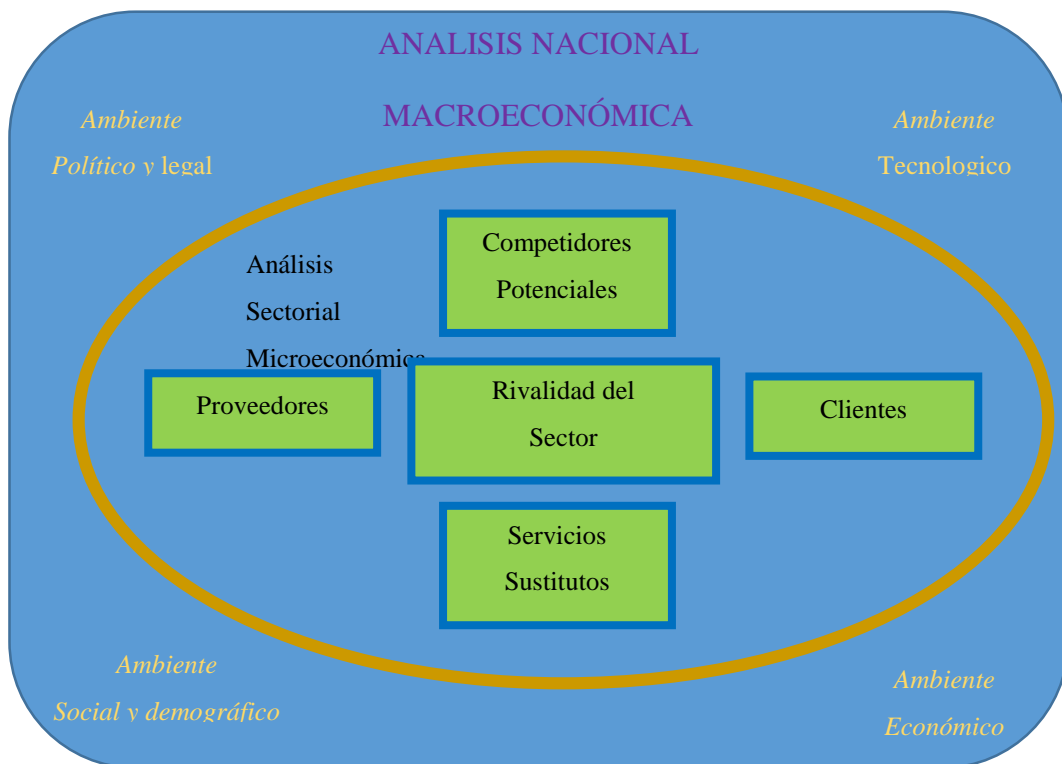 ANALISIS NACIONAL
MACROECONÓMICA
Ambiente
Político y legal
Ambiente
Tecnologico
Análisis
Sectorial
Microeconómica
Competidores
Potenciales
Proveedores
Rivalidad del
Sector
Clientes
Servicios
Sustitutos
Ambiente
Social y demográfico
Ambiente
Económico